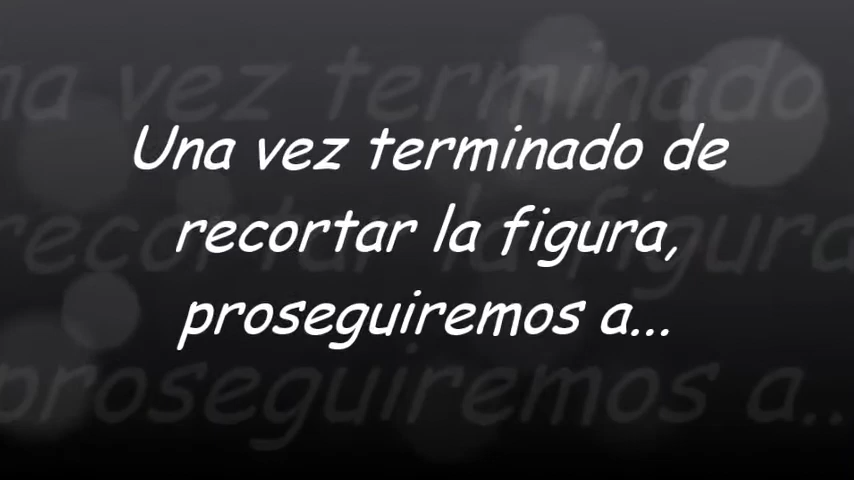 Una vez terminado de
recortar la figura,
proseguiremos a...